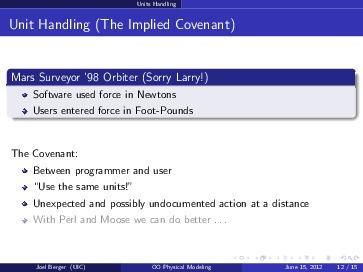 Units Handling
Unit Handling (The Implied Covenant)
Mars Surveyor '98 Orbiter (Sorry Larry!)
Software used force in Newtons
Users entered force in Foot-Pounds
The Covenant:
Between programmer and user
"Use the same units!"
Unexpected and possibly undocumented action at a distance
With Perl and Moose we can do better ....
Joel Berger (UIC) OO Physical Modeling June 15, 2012 12 / 15